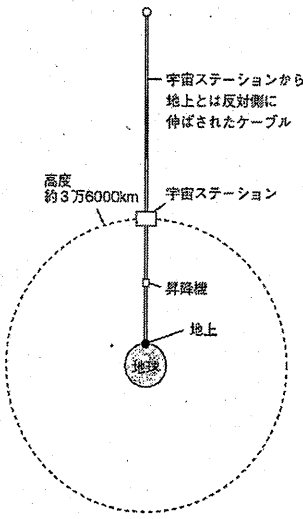 宇宙ステーションから
地上とは反対側に
伸ばされたケーブル
高度
約3万6000km
宇宙ステーション
昇降機
地上
地球